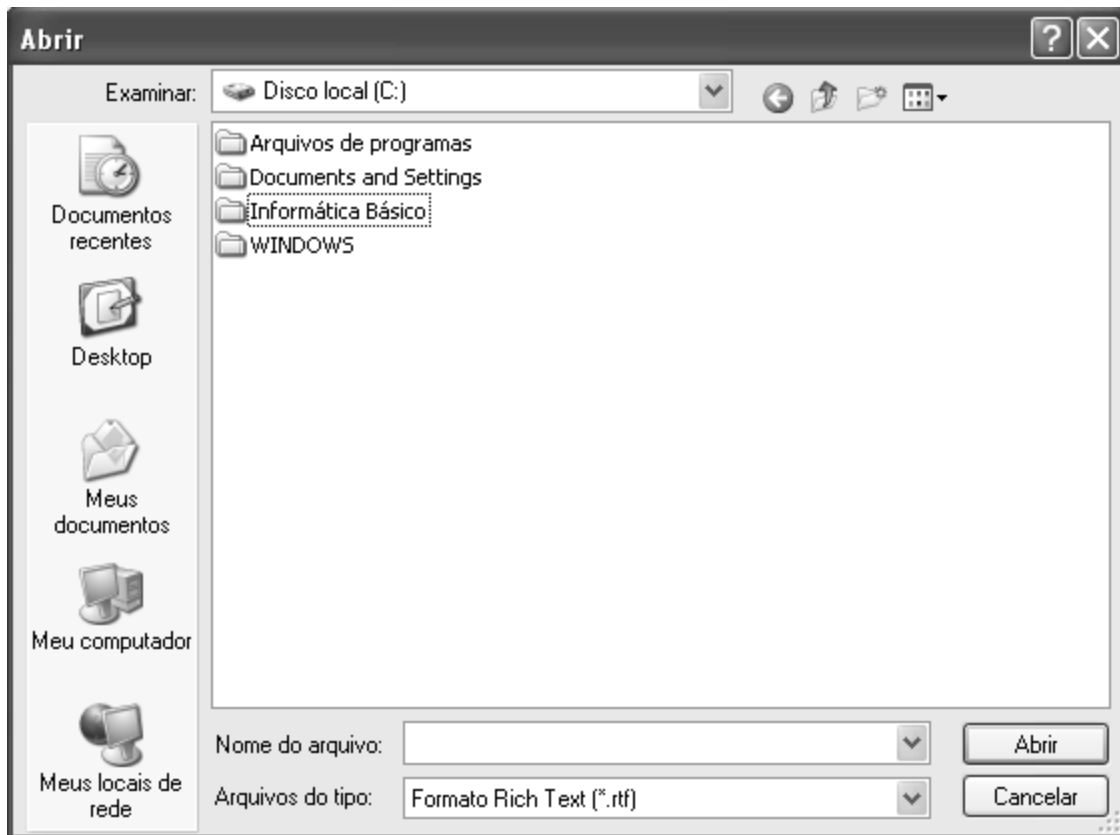 Abrir
Examinar:
Disco local (C:)
Arquivos de programas
Documents and Settings
Informática Básico
WINDOWS
Documentos
recentes
Desktop
Meus
documentos
Meu computador
Meus locais de
rede
Nome do arquivo:
Abrir
Arquivos do tipo:
Formato Rich Text (*.rtf)
Cancelar